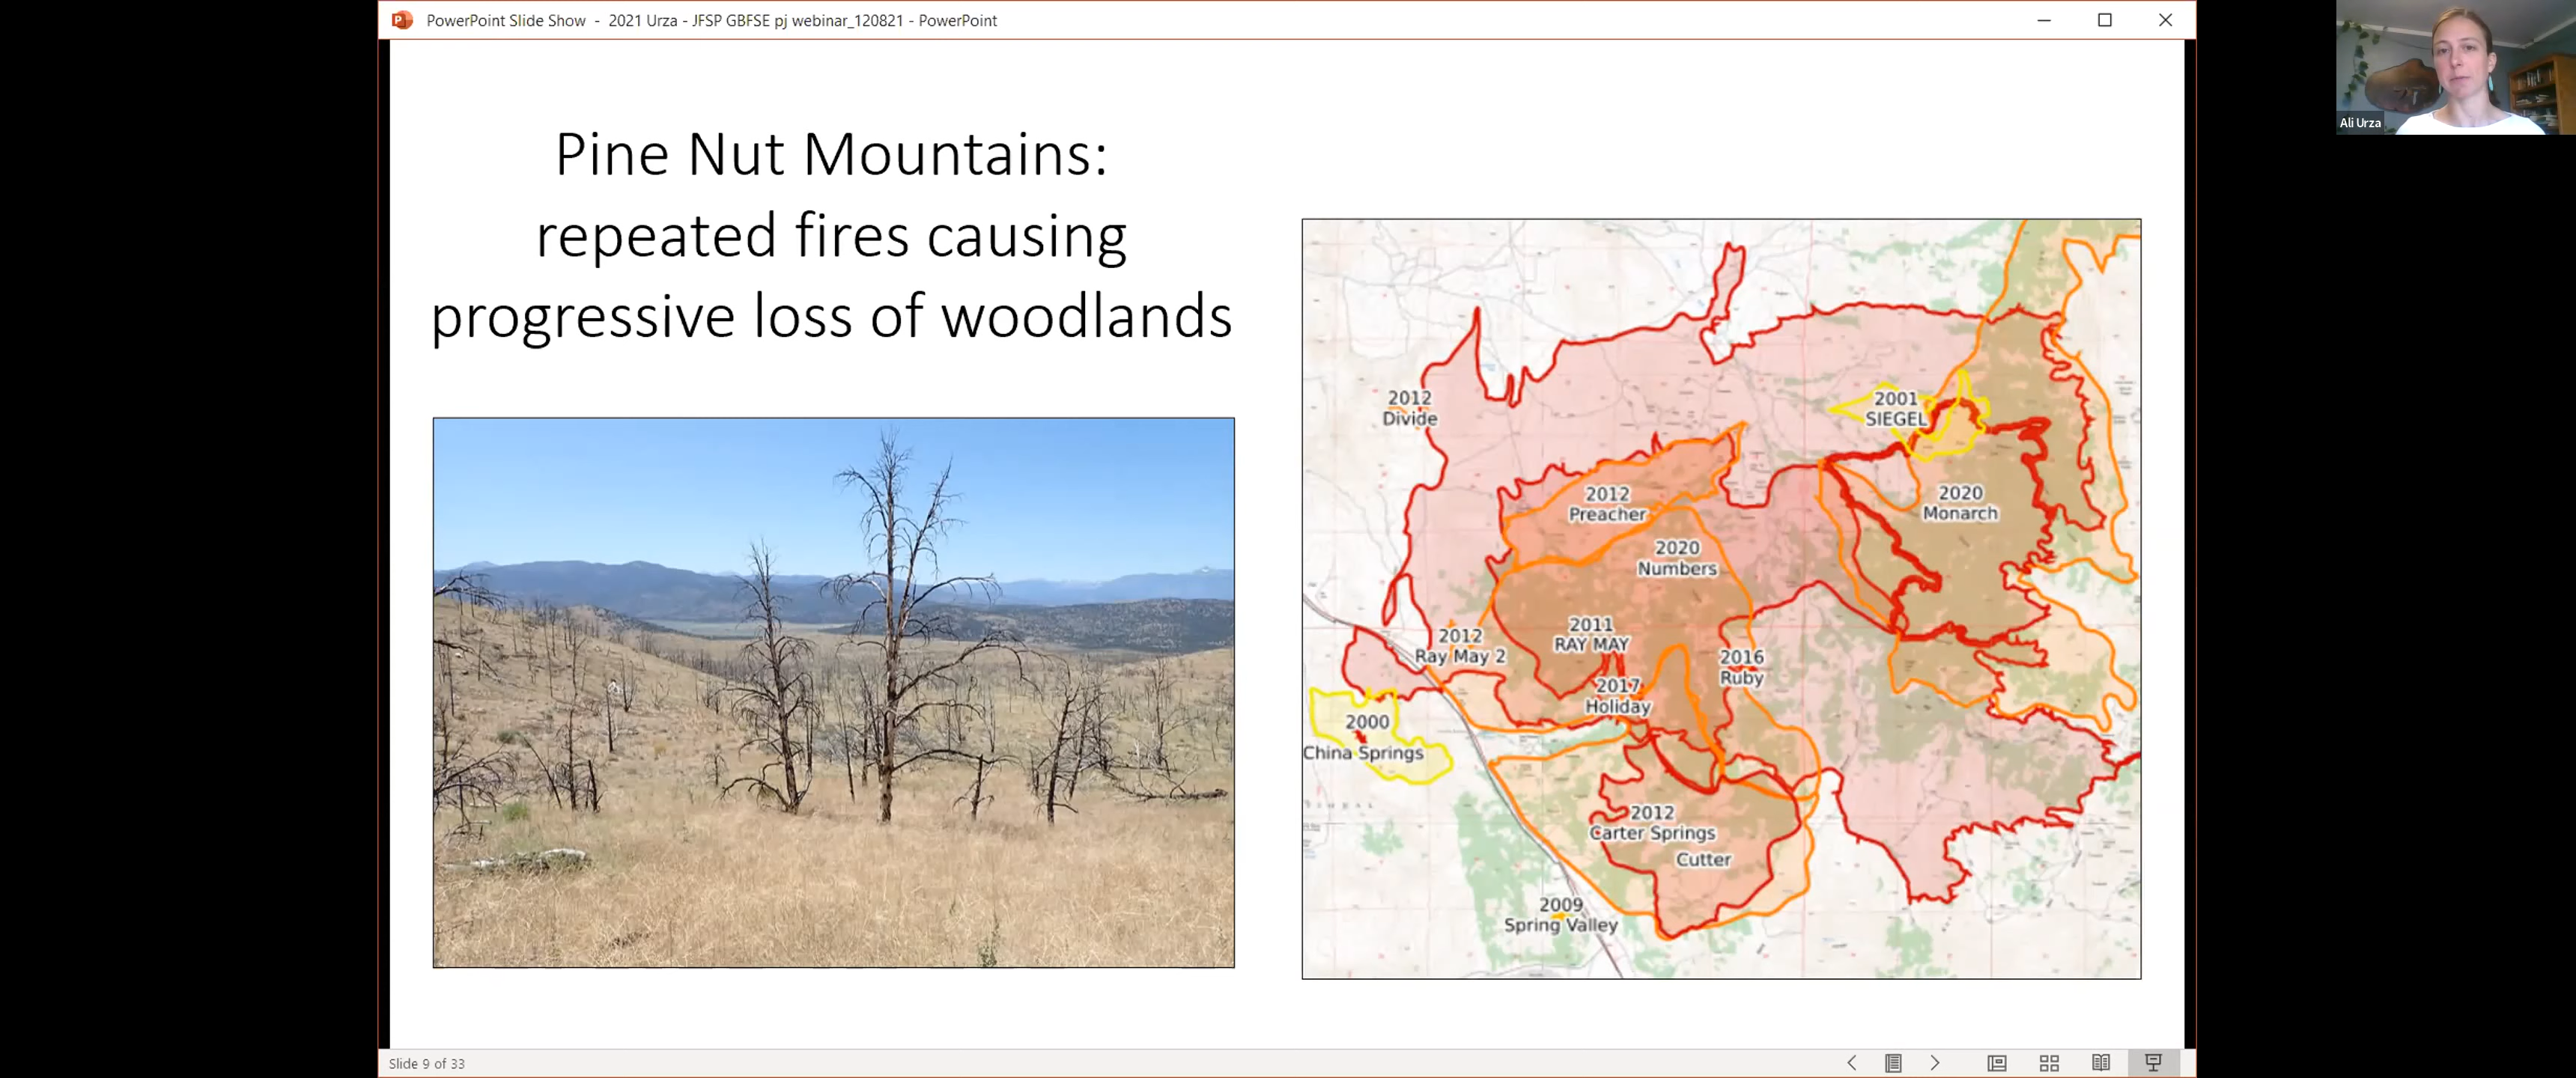 PowerPoint Slide Show - 2021 Urza - JFSP GBFSE pj webinar_120821 - PowerPoint
Ali Urza
Pine Nut Mountains:
repeated fires causing
progressive loss of woodlands
2012
Divide
2001
SIEGEL
2012
Preacher
2020
Monarch
2020
Numbers
2011
RAY MAY
2012
Ray May 2
2016
Ruby
2017
Holiday
2000
China Springs
2012
Carter Springs
Cutter
2009
Spring Valley
Slide 9 of 33